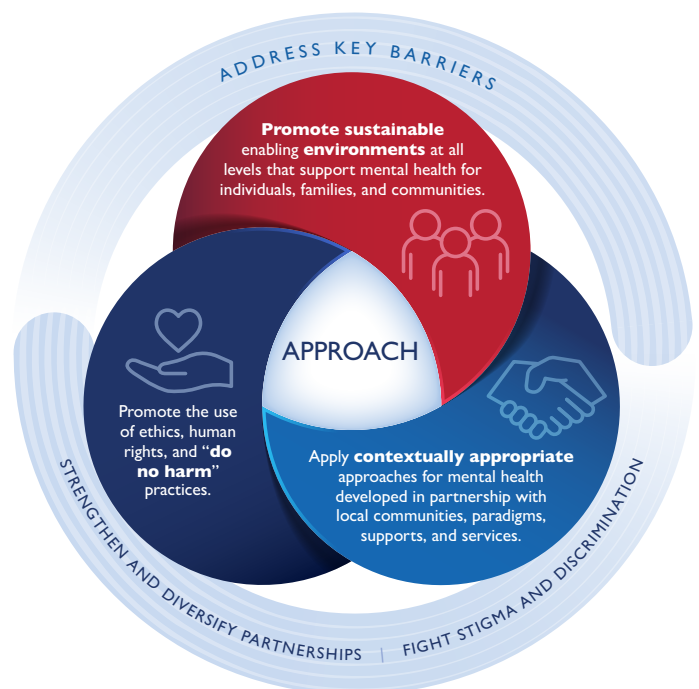 ADDRESS KEY BARRIERS
Promote sustainable
enabling environments at all
levels that support mental health for
individuals, families, and communities.
APPROACH
Promote the use
of ethics, human
rights, and “do
no harm”
practices.
Apply contextually appropriate
approaches for mental health
developed in partnership with
local communities, paradigms,
supports, and services.
STRENGTHEN AND DIVERSIFY PARTNERSHIPS | FIGHT STIGMA AND DISCRIMINATION